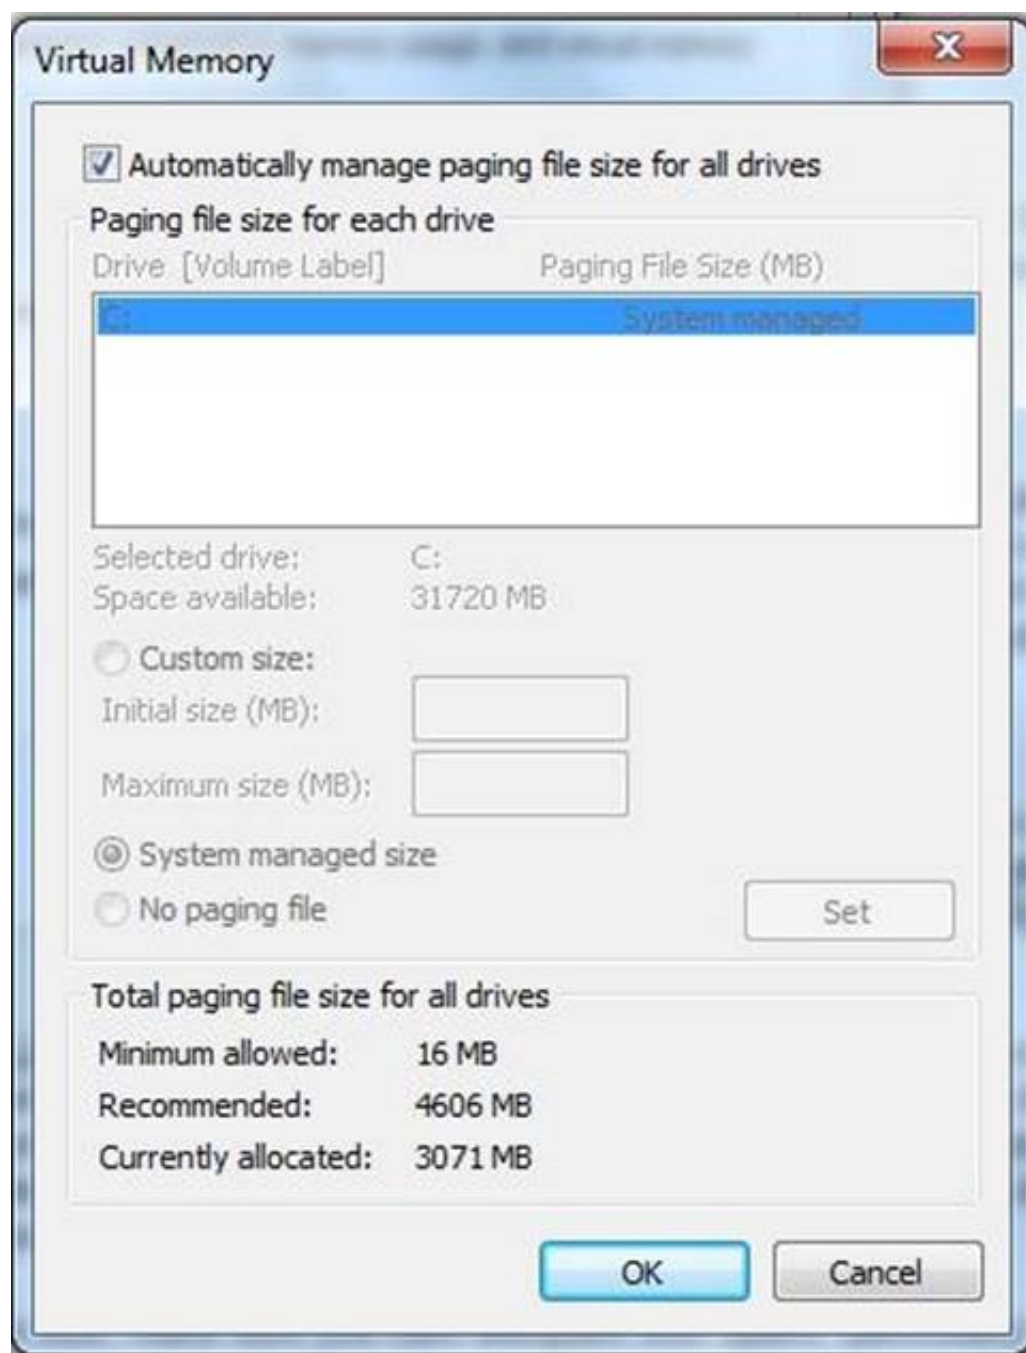 Virtual Memory
Automatically manage paging file size for all drives
Paging file size for each drive
Drive [Volume Label] Paging File Size (MB)
C: System managed
Selected drive: C:
Space available: 31720 MB
Custom size:
Initial size (MB):
Maximum size (MB):
System managed size
No paging file
Set
Total paging file size for all drives
Minimum allowed: 16 MB
Recommended: 4606 MB
Currently allocated: 3071 MB
OK Cancel